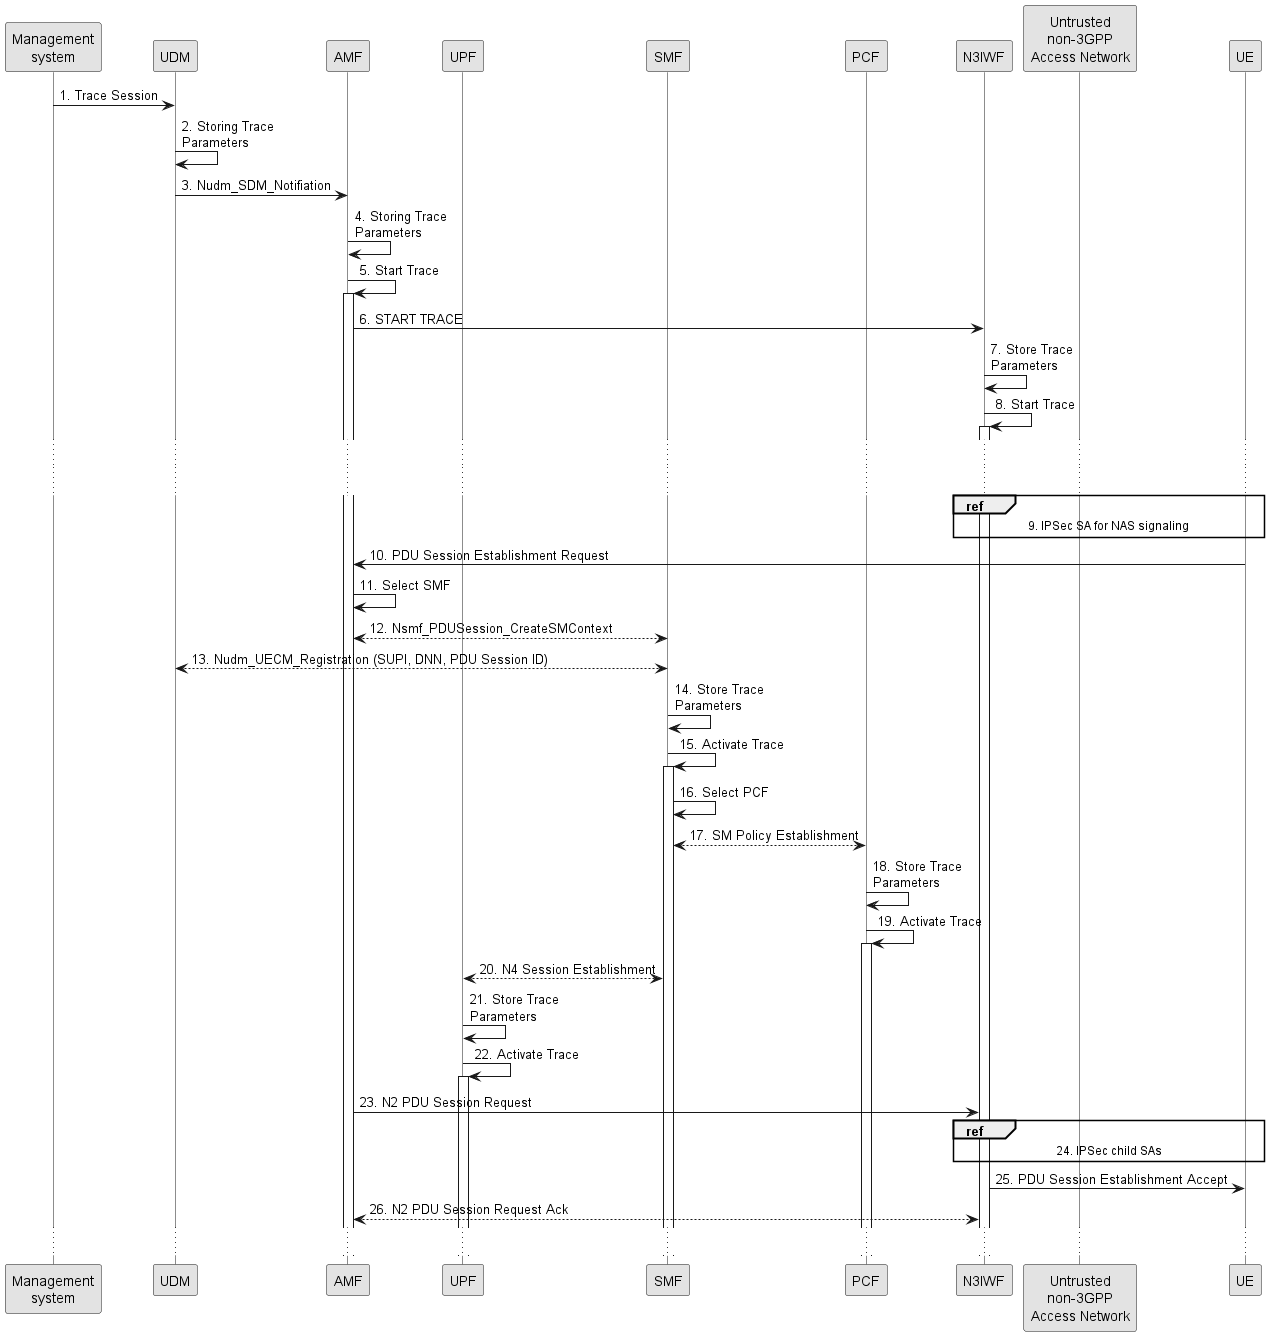 Management
system
UDM
AMF
UPF
SMF
PCF
N3IWF
Untrusted
non-3GPP
Access Network
UE
1. Trace Session
2. Storing Trace
Parameters
3. Nudm_SDM_Notifiation
4. Storing Trace
Parameters
5. Start Trace
6. START TRACE
7. Store Trace
Parameters
8. Start Trace
ref
9. IPSec SA for NAS signaling
10. PDU Session Establishment Request
11. Select SMF
12. Nsmf_PDUSession_CreateSMContext
13. Nudm_UECM_Registration (SUPI, DNN, PDU Session ID)
14. Store Trace
Parameters
15. Activate Trace
16. Select PCF
17. SM Policy Establishment
18. Store Trace
Parameters
19. Activate Trace
20. N4 Session Establishment
21. Store Trace
Parameters
22. Activate Trace
23. N2 PDU Session Request
ref
24. IPSec child SAs
25. PDU Session Establishment Accept
26. N2 PDU Session Request Ack
Management
system
UDM
AMF
UPF
SMF
PCF
N3IWF
Untrusted
non-3GPP
Access Network
UE